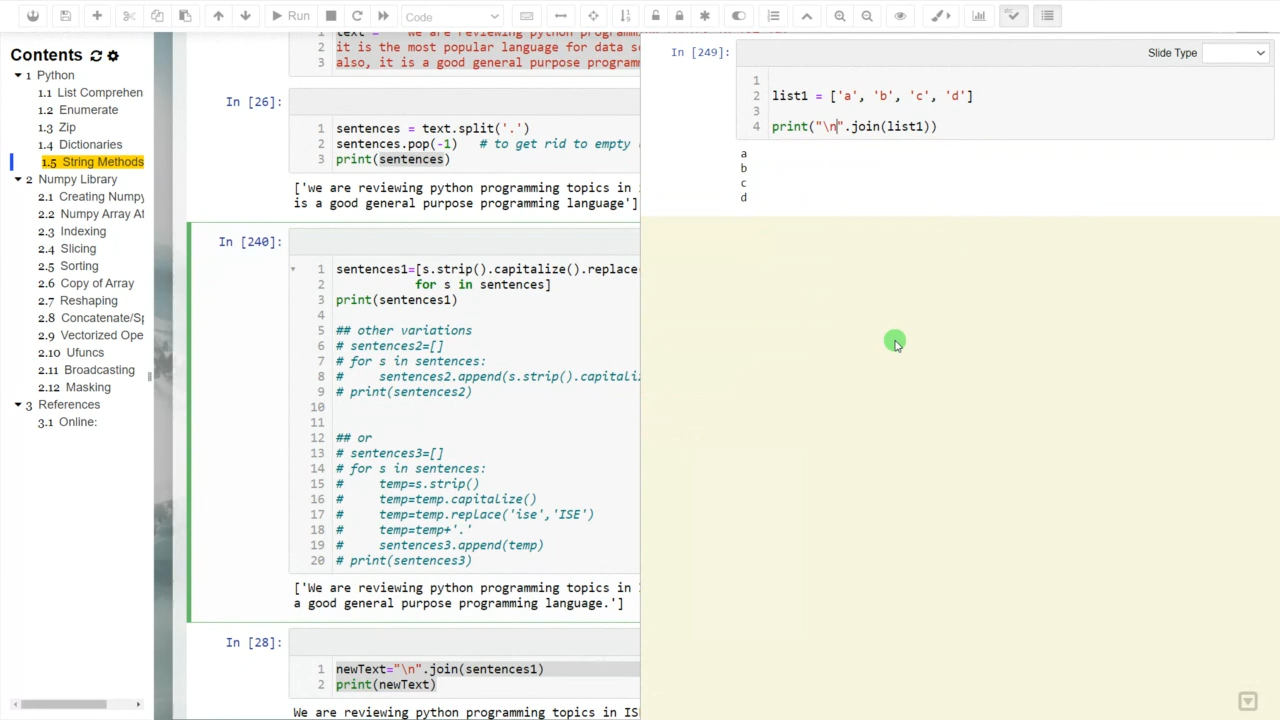 Run
Code
Contents
1 Python
1.1 List Comprehen
1.2 Enumerate
1.3 Zip
1.4 Dictionaries
1.5 String Methods
2 Numpy Library
2.1 Creating Numpy
2.2 Numpy Array At
2.3 Indexing
2.4 Slicing
2.5 Sorting
2.6 Copy of Array
2.7 Reshaping
2.8 Concatenate/Sp
2.9 Vectorized Ope
2.10 Ufuncs
2.11 Broadcasting
2.12 Masking
3 References
3.1 Online:
1 text = we are reviewing python programm
2 it is the most popular language for data s
3 also, it is a good general purpose programm
In [26]:
1 sentences = text.split('.')
2 sentences.pop(-1) # to get rid to empty
3 print(sentences)
['we are reviewing python programming topics in
is a good general purpose programming language']
In [240]:
1 sentences1=[s.strip().capitalize().replace(
2 for s in sentences]
3 print(sentences1)
4
5 ## other variations
6 # sentences2=[]
7 # for s in sentences:
8 # sentences2.append(s.strip().capitali
9 # print(sentences2)
10
11
12 ## or
13 # sentences3=[]
14 # for s in sentences:
15 # temp=s.strip()
16 # temp=temp.capitalize()
17 # temp=temp.replace('ise','ISE')
18 # temp=temp+'.'
19 # sentences3.append(temp)
20 # print(sentences3)
['We are reviewing python programming topics in
a good general purpose programming language.']
In [28]:
1 newText="\n".join(sentences1)
2 print(newText)
We are reviewing python programming topics in ISE
In [249]:
Slide Type
1
2 list1 = ['a', 'b', 'c', 'd']
3
4 print("\n".join(list1))
a
b
c
d